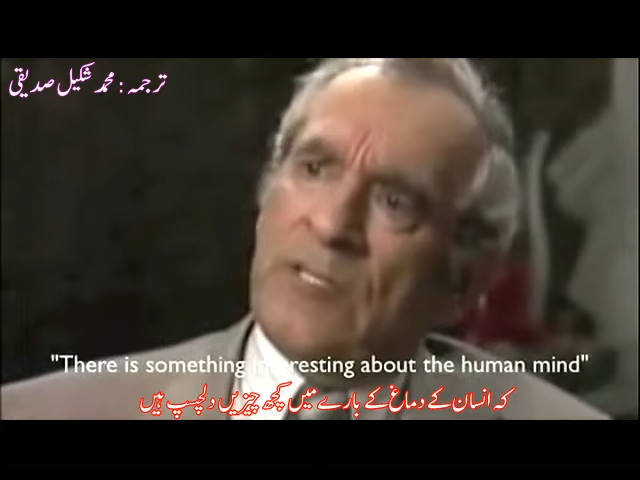 ترجمہ : محمد شکیل صدیقی
"There is something interesting about the human mind"
کہ انسان کے دماغ کے بارے میں کچھ چیزیں دلچسپ ہیں